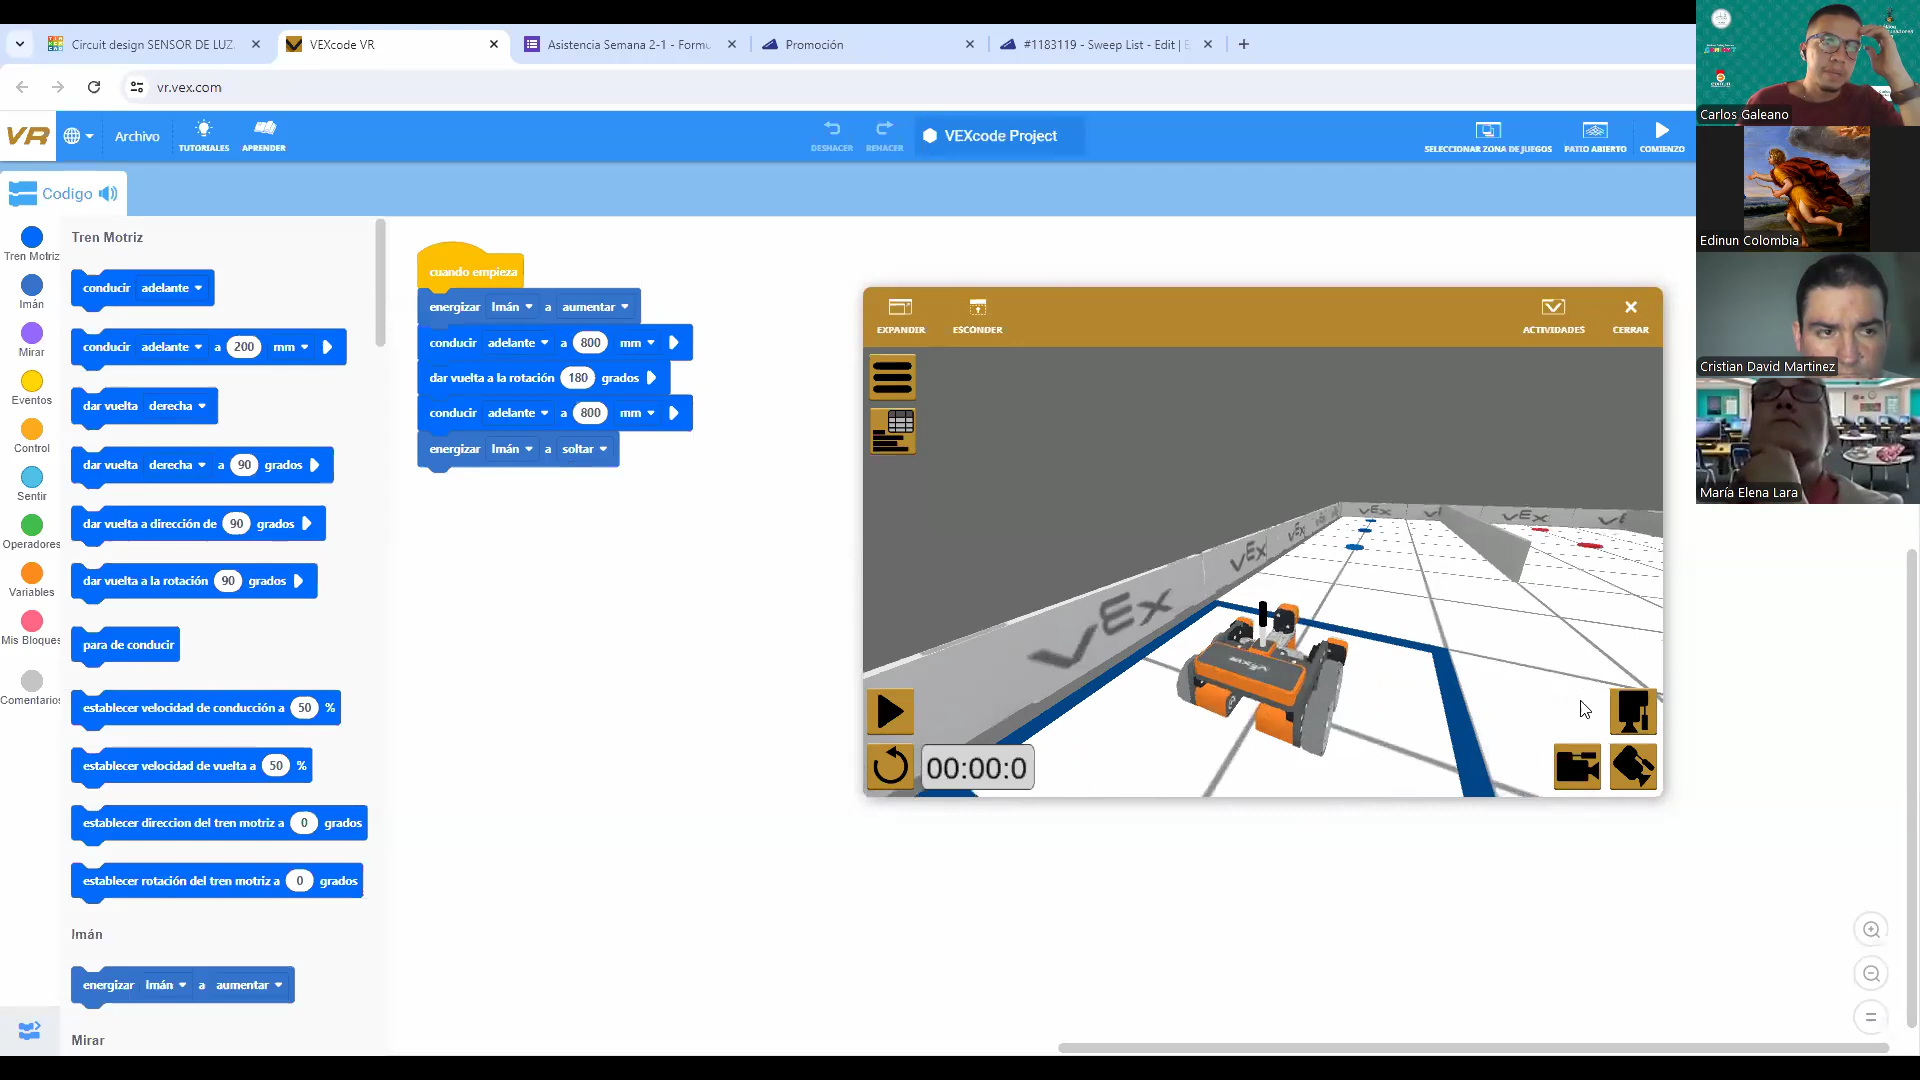 Circuit design SENSOR DE LUZ
VEXcode VR
Asistencia Semana 2-1 - Formu
Promoción
#1183119 - Sweep List - Edit | E
vr.vex.com
VR
Archivo
TUTORIALES
APRENDER
DESHACER
REHACER
VEXcode Project
SELECCIONAR ZONA DE JUEGOS
PATIO ABIERTO
COMIENZO
Codigo
Tren Motriz
Imán
Mirar
Eventos
Control
Sentir
Operadores
Variables
Mis Bloques
Comentarios
Tren Motriz
conducir adelante
conducir adelante a 200 mm
dar vuelta derecha
dar vuelta derecha a 90 grados
dar vuelta a dirección de 90 grados
dar vuelta a la rotación 90 grados
para de conducir
establecer velocidad de conducción a 50 %
establecer velocidad de vuelta a 50 %
establecer direccion del tren motriz a 0 grados
establecer rotación del tren motriz a 0 grados
Imán
energizar Imán a aumentar
Mirar
cuando empieza
energizar Imán a aumentar
conducir adelante a 800 mm
dar vuelta a la rotación 180 grados
conducir adelante a 800 mm
energizar Imán a soltar
EXPANDIR
ESCONDER
ACTIVIDADES
CERRAR
VEX
VEX
VEX
VEX
VEX
00:00:0
Carlos Galeano
Edinun Colombia
Cristian David Martinez
María Elena Lara